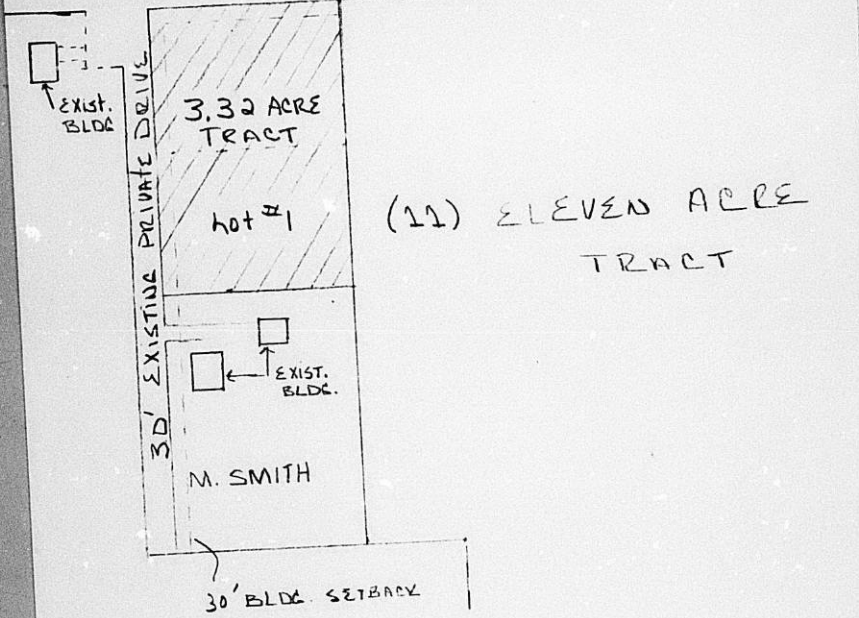 EXIST.
BLDG
30' EXISTING PRIVATE DRIVE
3.32 ACRE
TRACT
Lot #1
(11) ELEVEN ACRE
TRACT
EXIST.
BLDG.
M. SMITH
30' BLDG. SETBACK